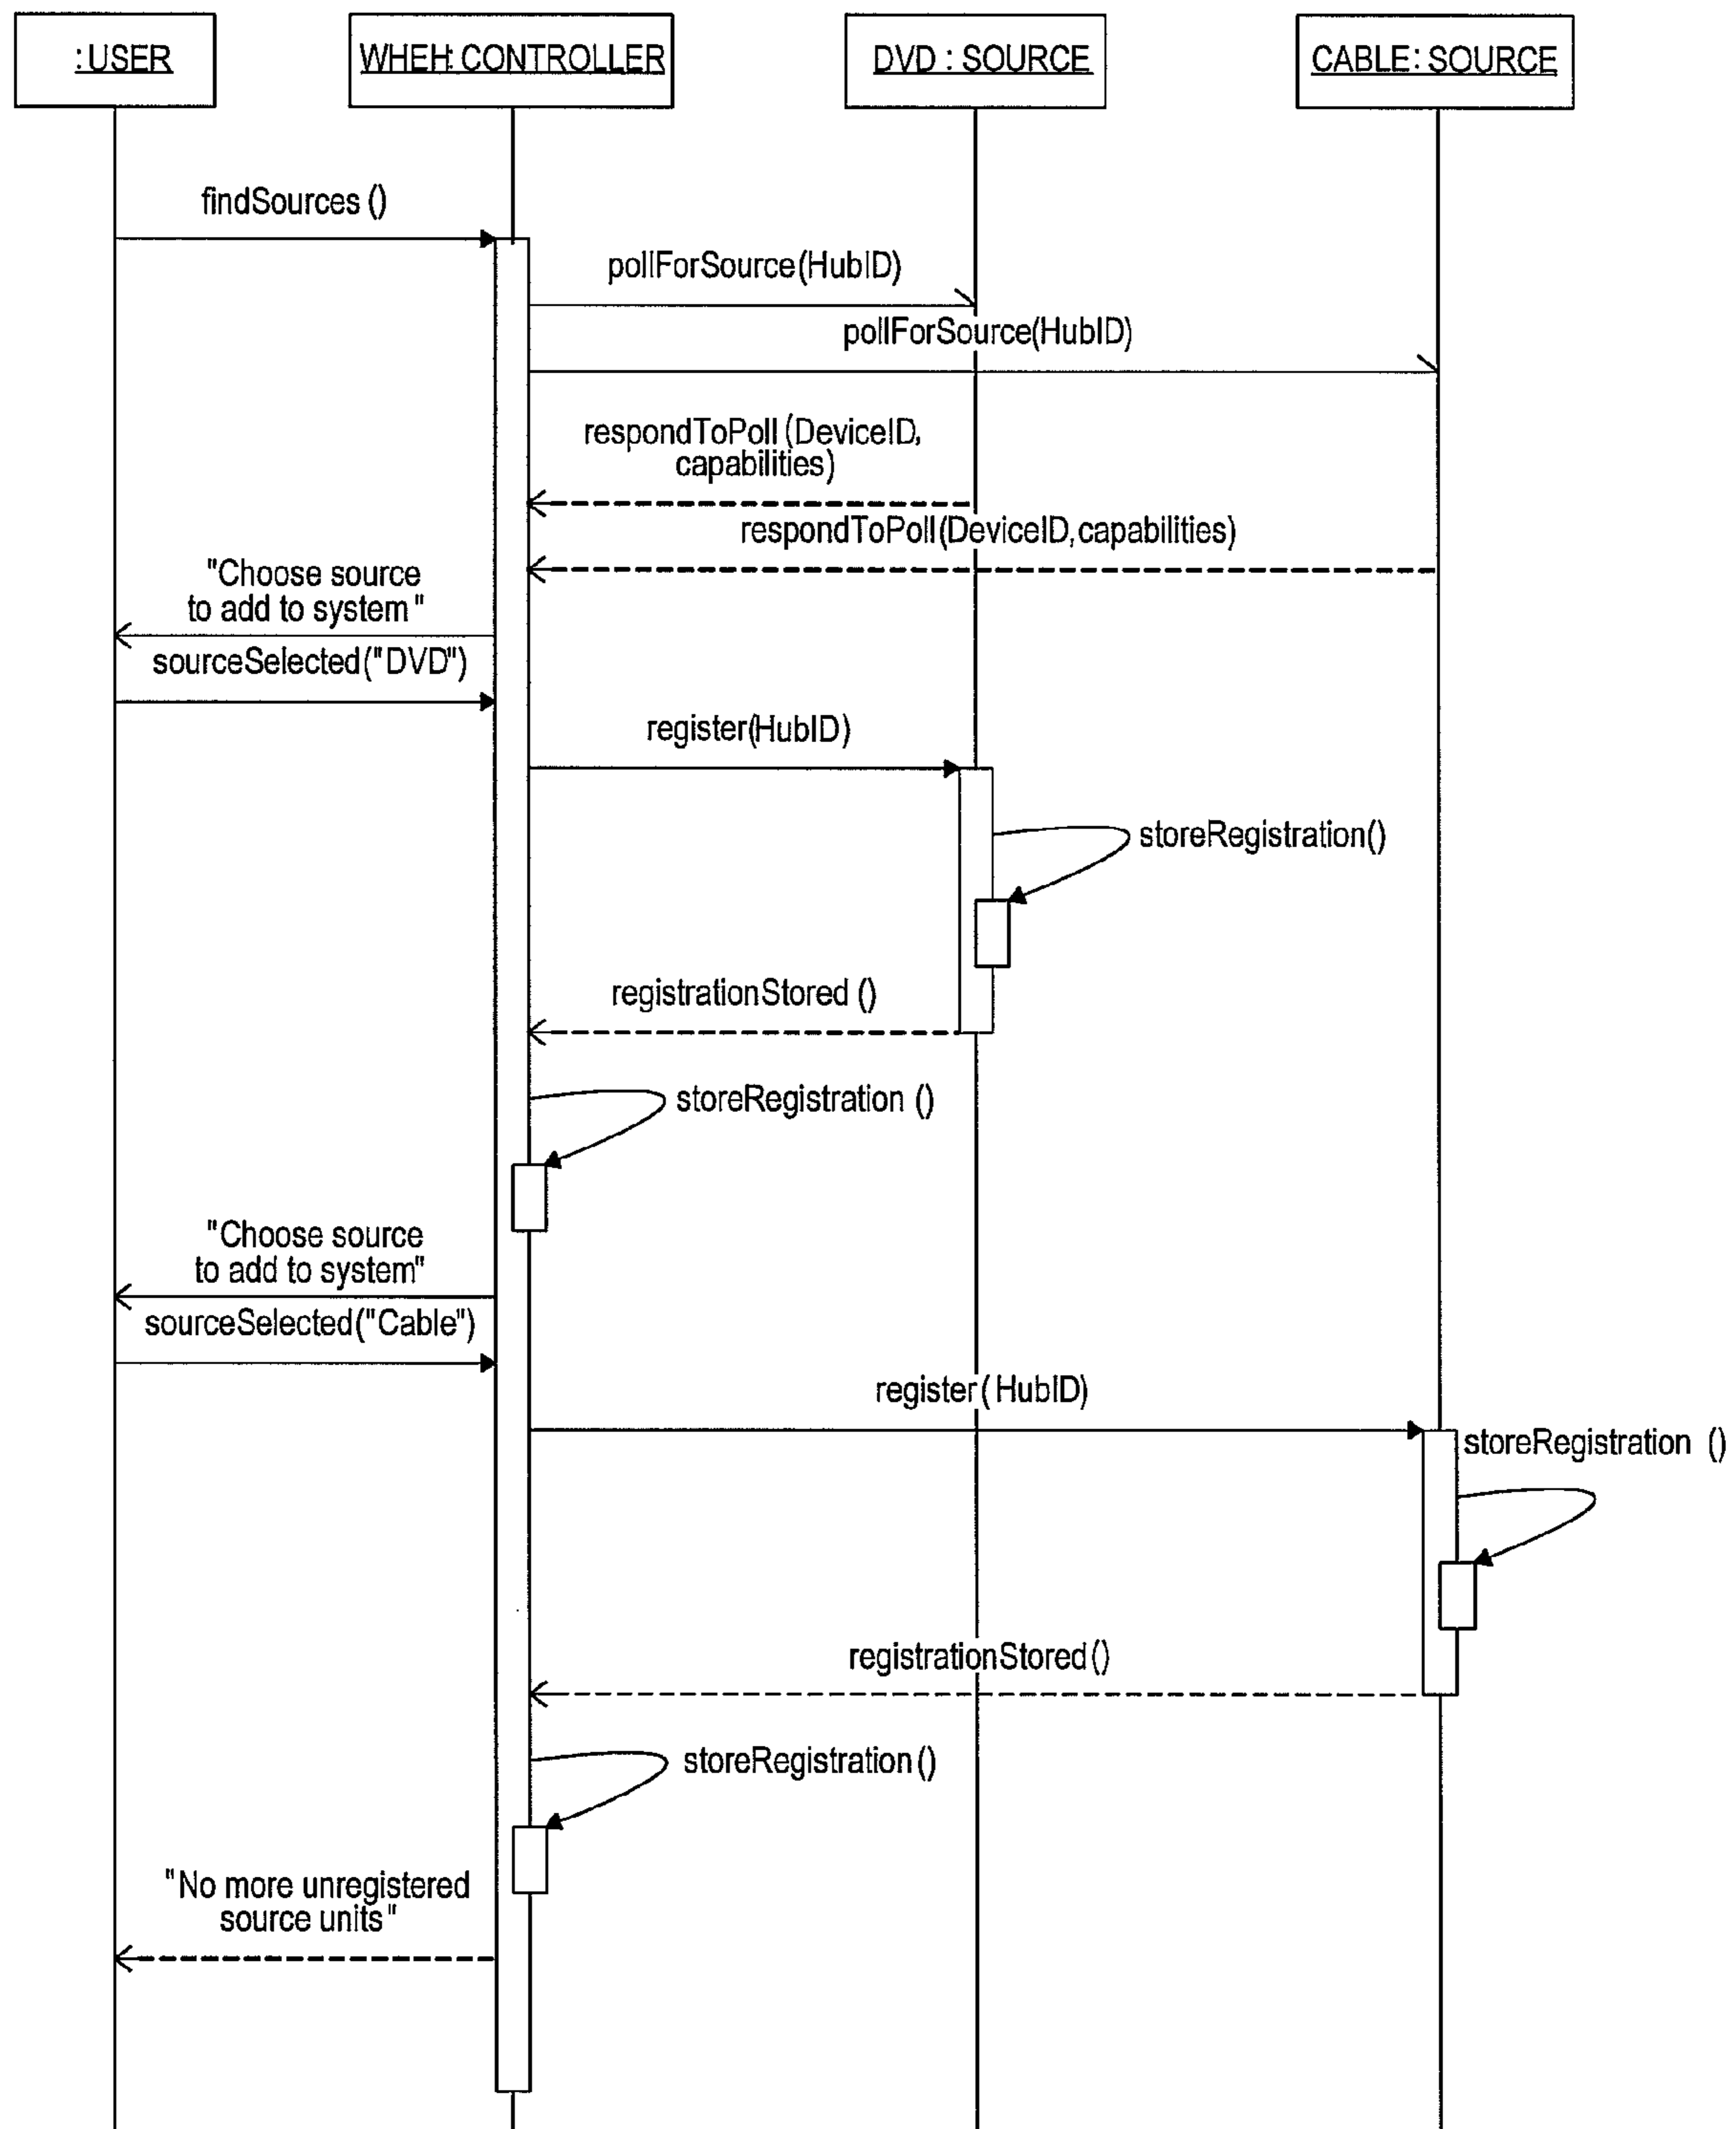 : USER
WHEH: CONTROLLER
DVD : SOURCE
CABLE: SOURCE
findSources ()
pollForSource(HubID)
pollForSource(HubID)
respondToPoll (DeviceID,
capabilities)
respondToPoll(DeviceID,capabilities)
"Choose source
to add to system"
sourceSelected("DVD")
register(HubID)
storeRegistration()
registrationStored ()
storeRegistration ()
"Choose source
to add to system"
sourceSelected("Cable")
register( HubID)
storeRegistration ()
registrationStored()
storeRegistration()
"No more unregistered
source units"